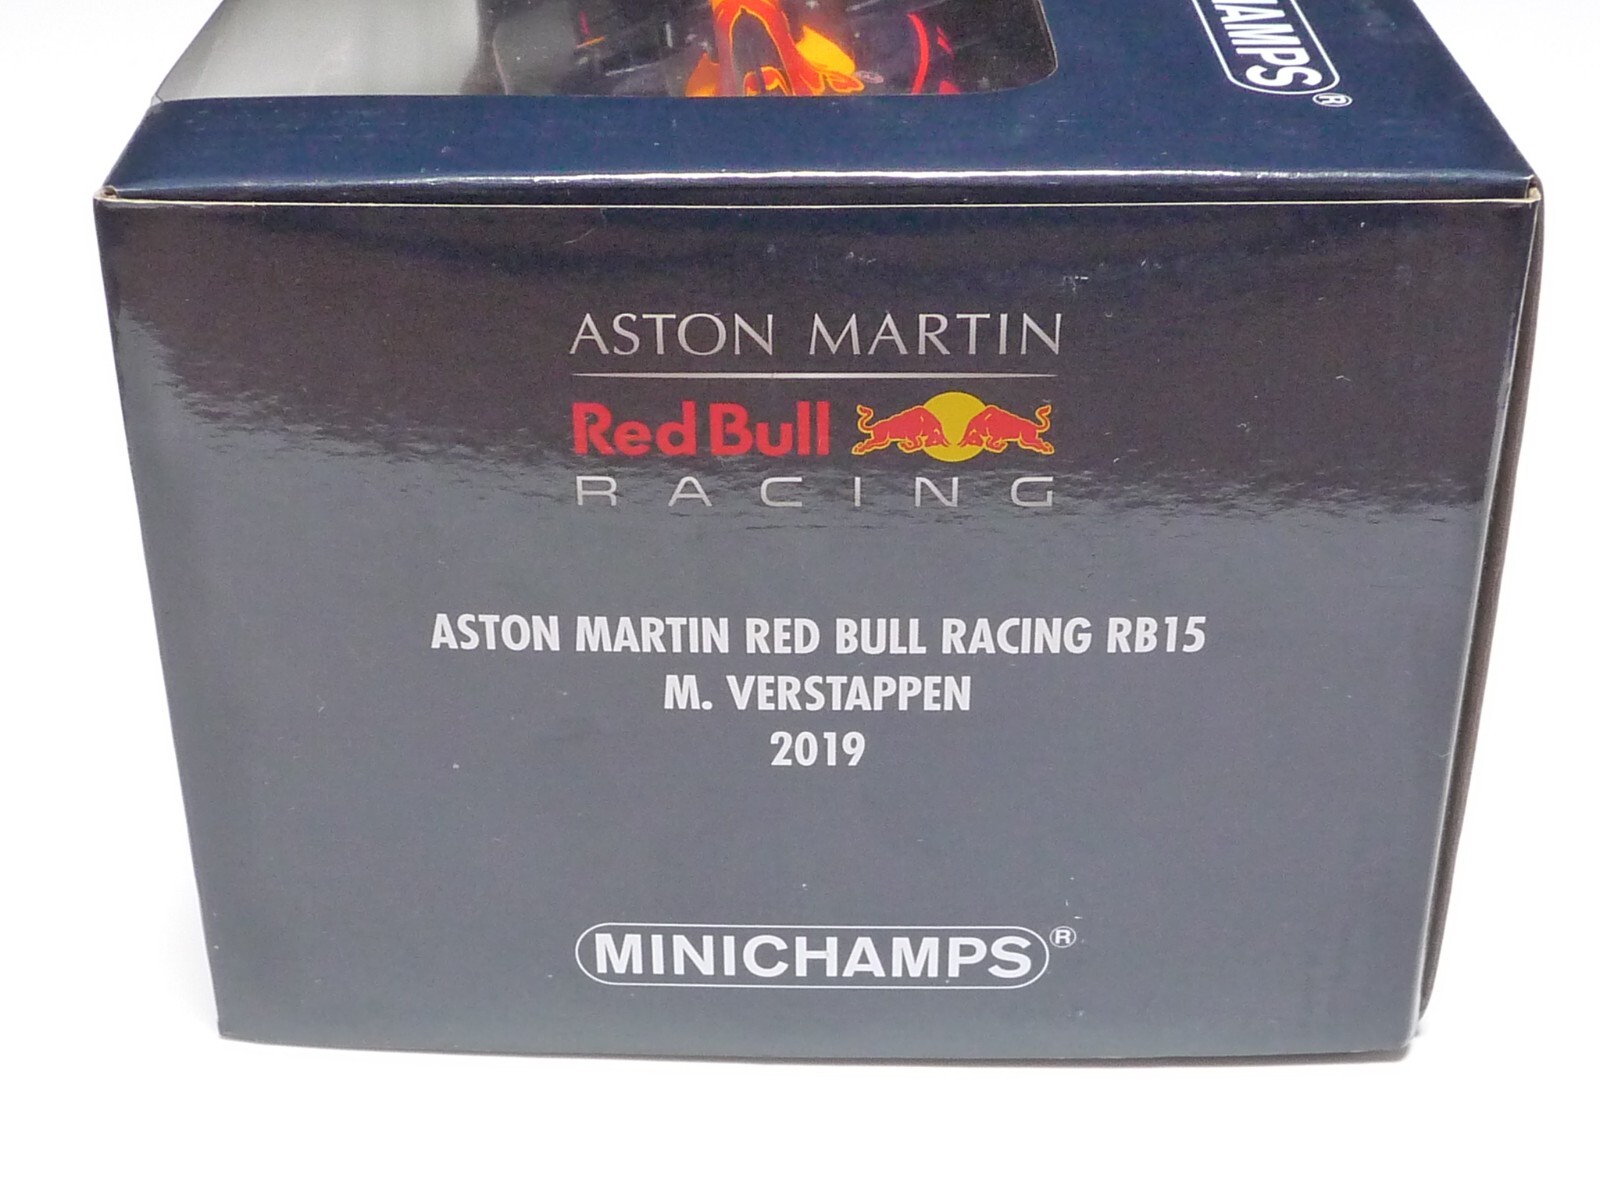 ASTON MARTIN
Red Bull
RACING
ASTON MARTIN RED BULL RACING RB15
M. VERSTAPPEN
2019
MINICHAMPS®